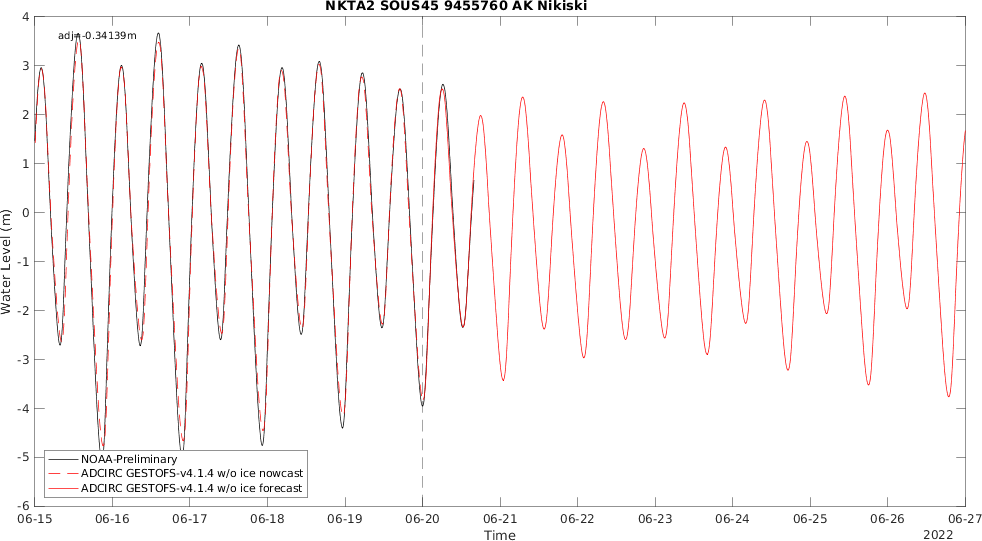 NKTA2 SOUS45 9455760 AK Nikiski
adj=-0.34139m
4
3
2
1
0
-1
-2
-3
-4
-5
-6
Water Level (m)
NOAA-Preliminary
ADCIRC GESTOFS-v4.1.4 w/o ice nowcast
ADCIRC GESTOFS-v4.1.4 w/o ice forecast
06-15 06-16 06-17 06-18 06-19 06-20 06-21 06-22 06-23 06-24 06-25 06-26 06-27
Time
2022